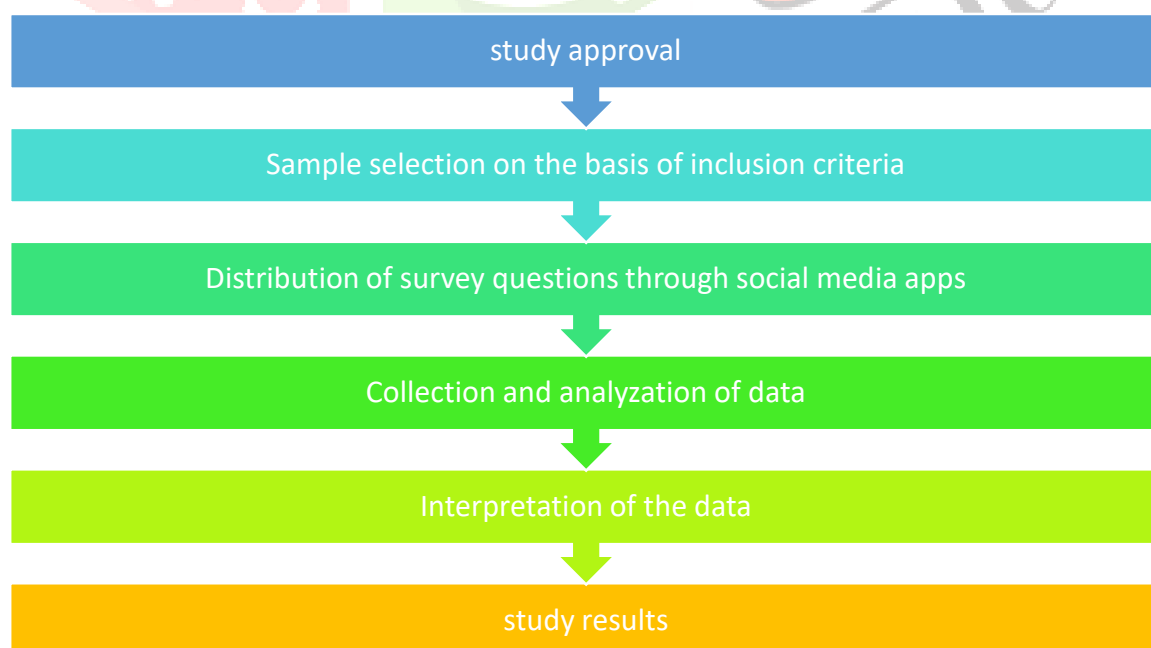 study approval
Sample selection on the basis of inclusion criteria
Distribution of survey questions through social media apps
Collection and analyzation of data
Interpretation of the data
study results